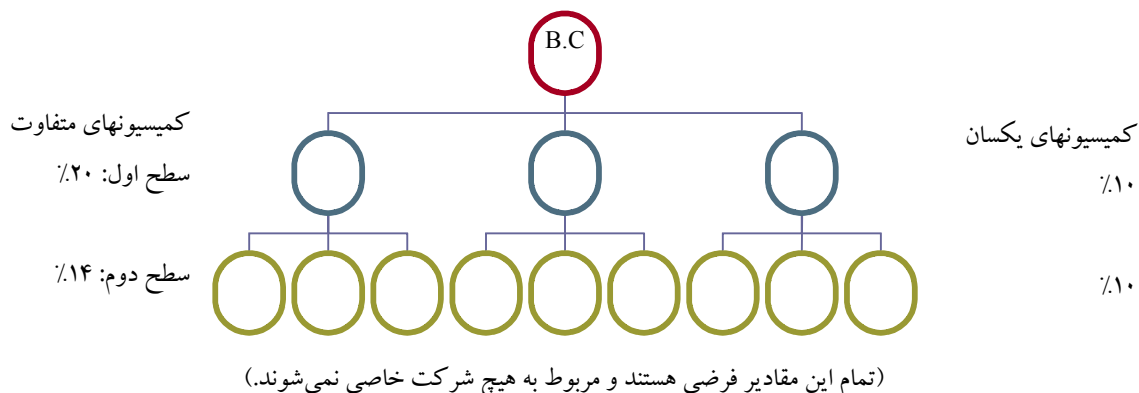 B.C
کمیسیونهای یکسان
٪۱۰
٪۱۰
کمیسیونهای متفاوت
سطح اول: ۲۰٪
سطح دوم: ۱۴٪
(تمام این مقادیر فرضی هستند و مربوط به هیچ شرکت خاصی نمی‌شوند.)